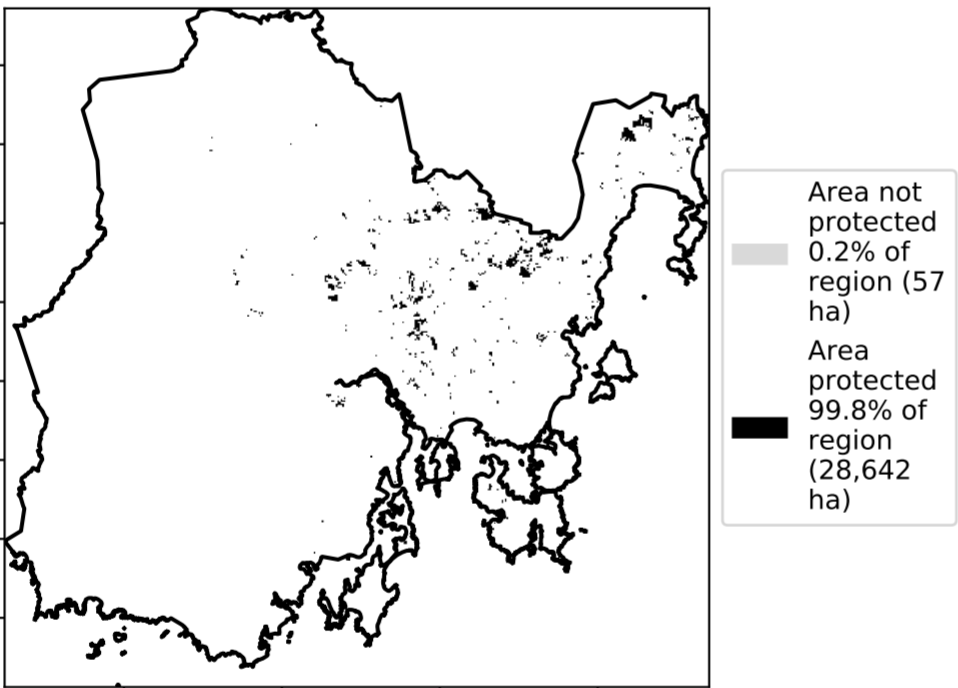 Area not
protected
0.2% of
region (57
ha)
Area
protected
99.8% of
region
(28,642
ha)